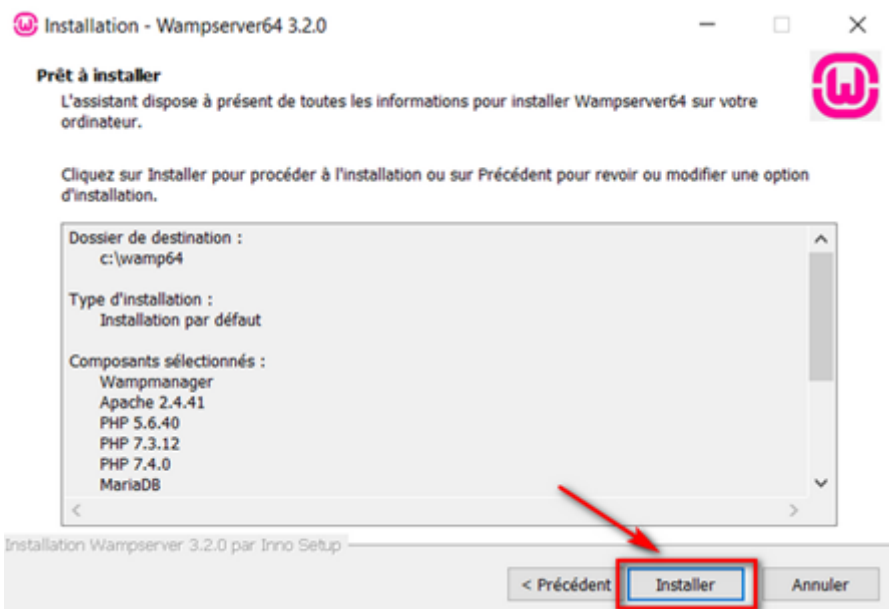 Installation - Wampserver64 3.2.0
Prêt à installer
L'assistant dispose à présent de toutes les informations pour installer Wampserver64 sur votre
ordinateur.
Cliquez sur Installer pour procéder à l'installation ou sur Précédent pour revoir ou modifier une option
d'installation.
Dossier de destination :
c:\wamp64
Type d'installation :
Installation par défaut
Composants sélectionnés :
Wampmanager
Apache 2.4.41
PHP 5.6.40
PHP 7.3.12
PHP 7.4.0
MariaDB
Installation Wampserver 3.2.0 par Inno Setup
< Précédent Installer Annuler